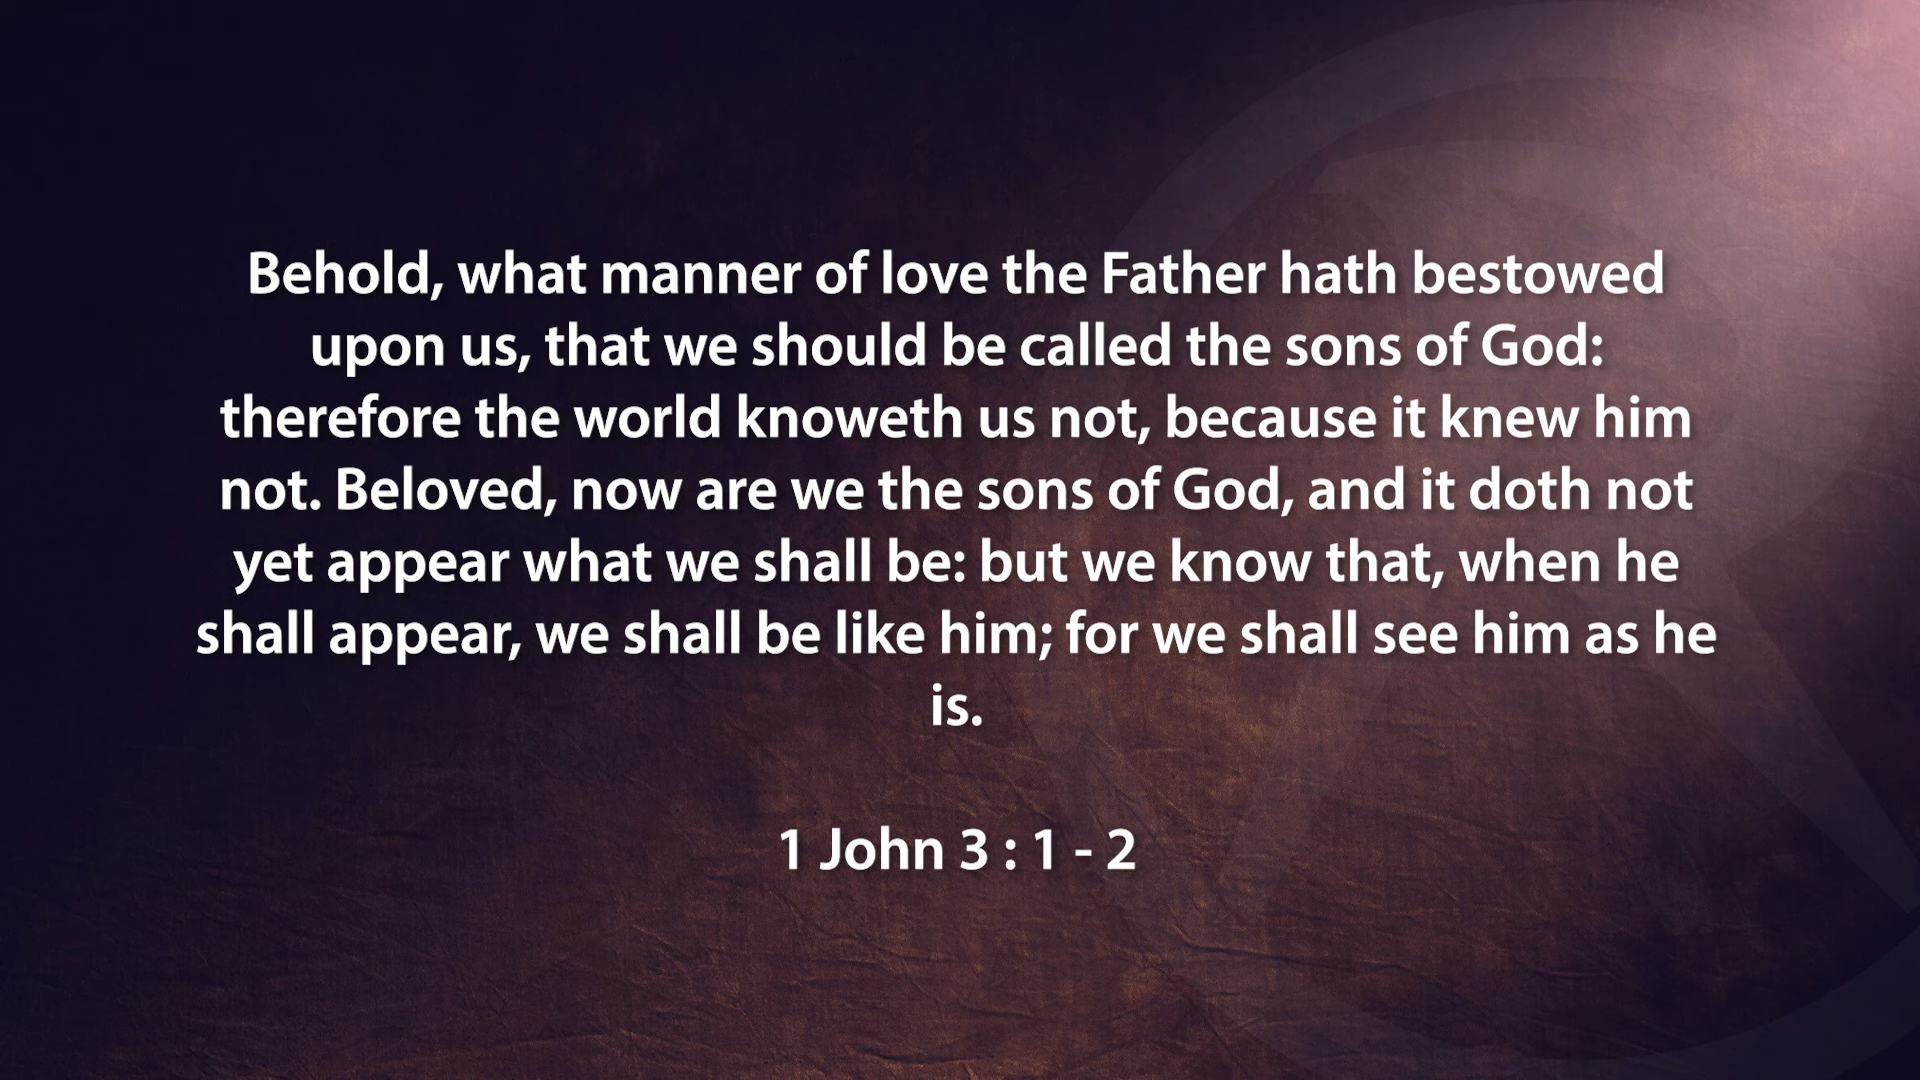 Behold, what manner of love the Father hath bestowed
upon us, that we should be called the sons of God:
therefore the world knoweth us not, because it knew him
not. Beloved, now are we the sons of God, and it doth not
yet appear what we shall be: but we know that, when he
shall appear, we shall be like him; for we shall see him as he
is.
1 John 3 : 1 - 2